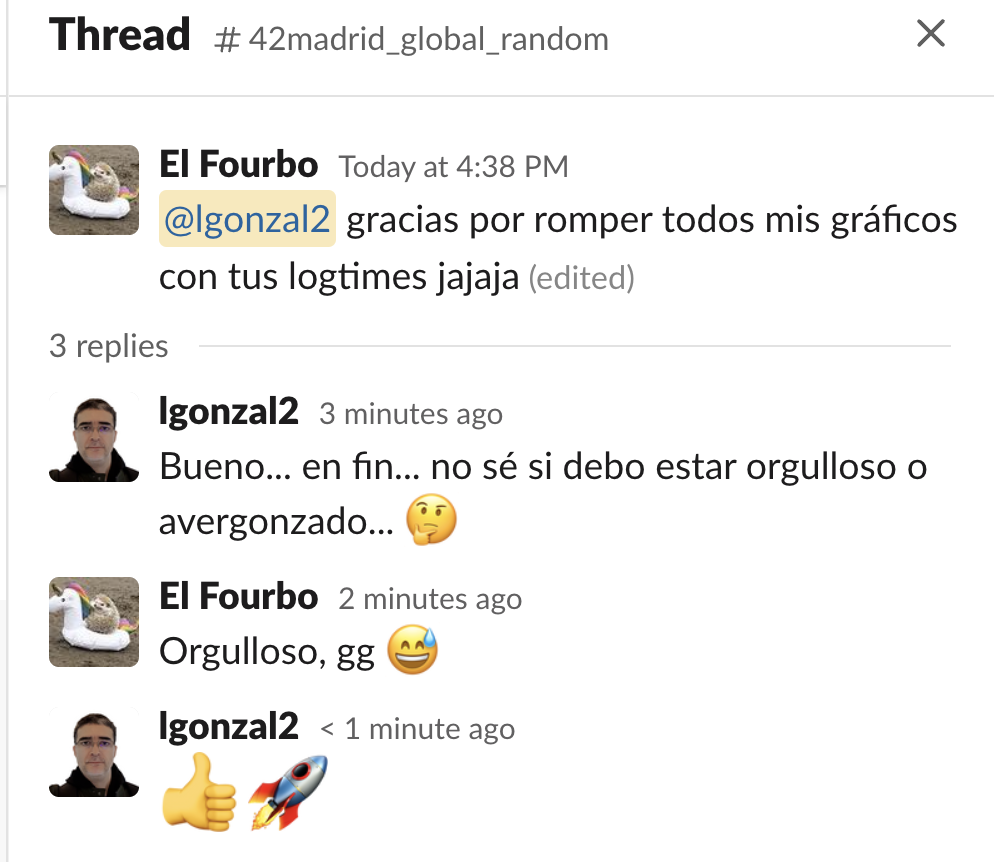 Thread # 42madrid_global_random
El Fourbo Today at 4:38 PM
@lgonzal2 gracias por romper todos mis gráficos
con tus logtimes jajaja (edited)
3 replies
lgonzal2 3 minutes ago
Bueno... en fin... no sé si debo estar orgulloso o
avergonzado... 🤔
El Fourbo 2 minutes ago
Orgulloso, gg 😅
lgonzal2 < 1 minute ago
👍🚀